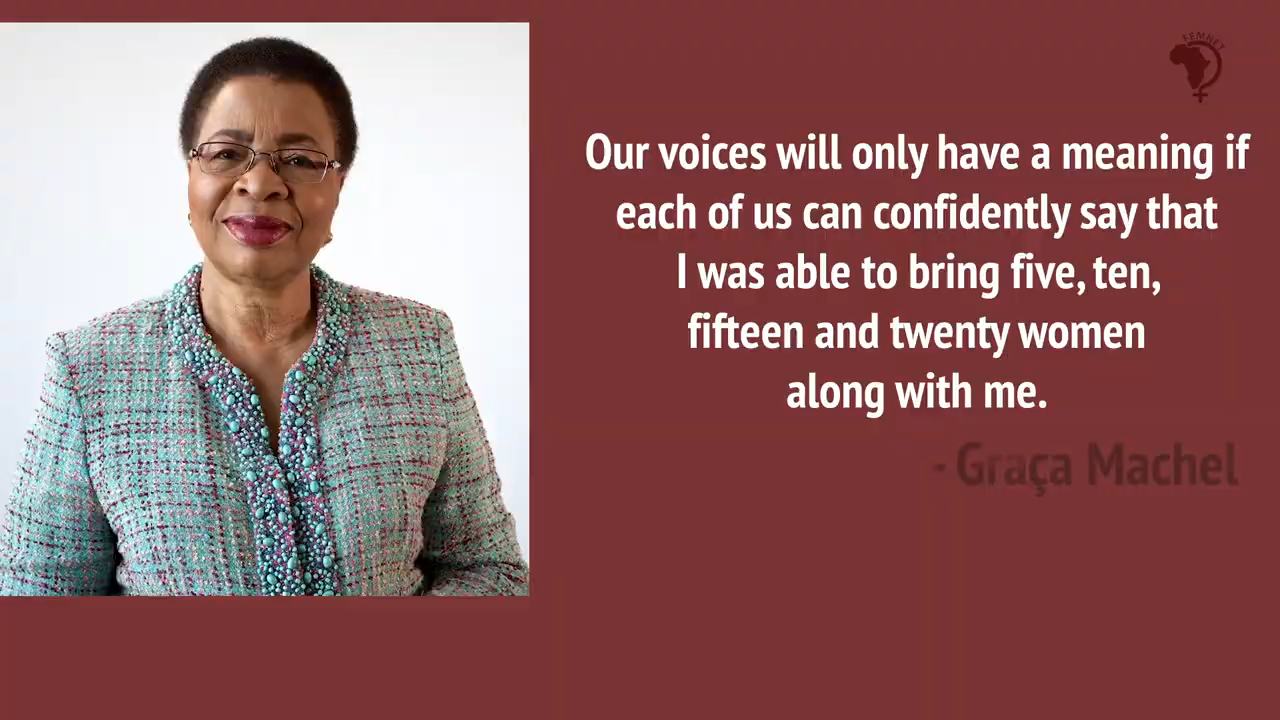 FEMNET
Our voices will only have a meaning if
each of us can confidently say that
I was able to bring five, ten,
fifteen and twenty women
along with me.
- Graça Machel